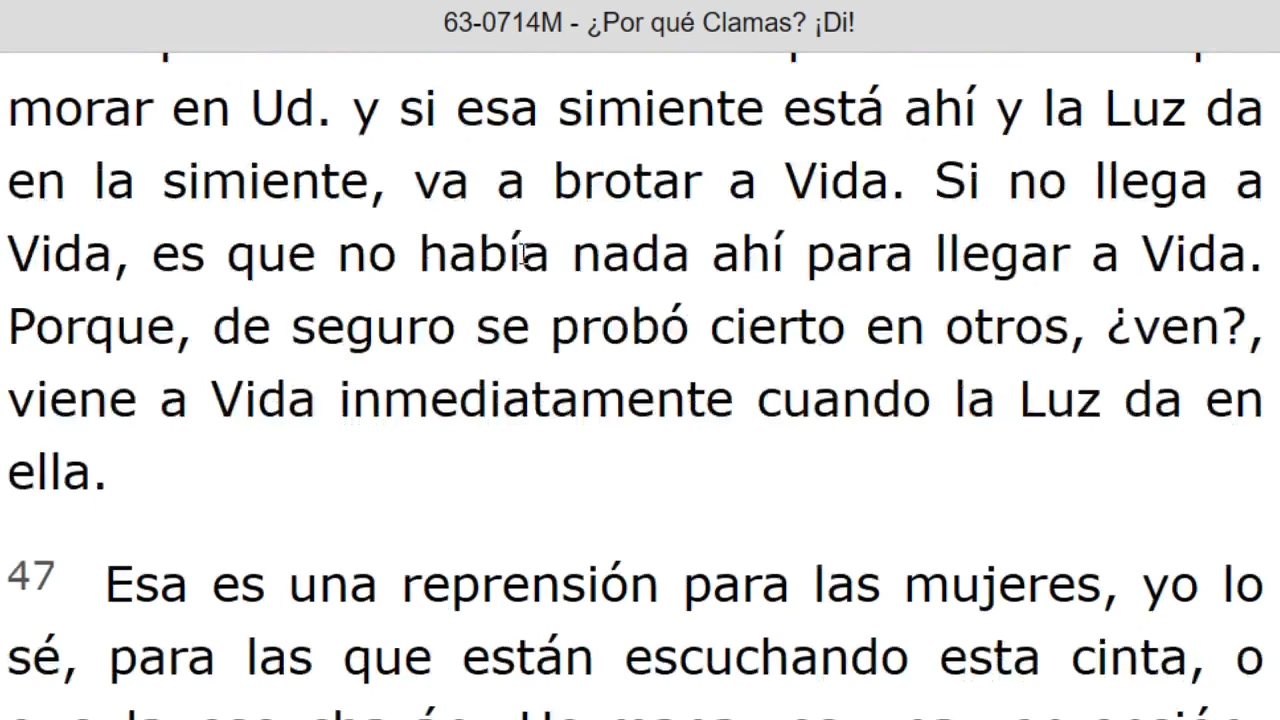 63-0714M - ¿Por qué Clamas? ¡Di!
morar en Ud. y si esa simiente está ahí y la Luz da
en la simiente, va a brotar a Vida. Si no llega a
Vida, es que no había nada ahí para llegar a Vida.
Porque, de seguro se probó cierto en otros, ¿ven?,
viene a Vida inmediatamente cuando la Luz da en
ella.
47 Esa es una reprensión para las mujeres, yo lo
sé, para las que están escuchando esta cinta, o